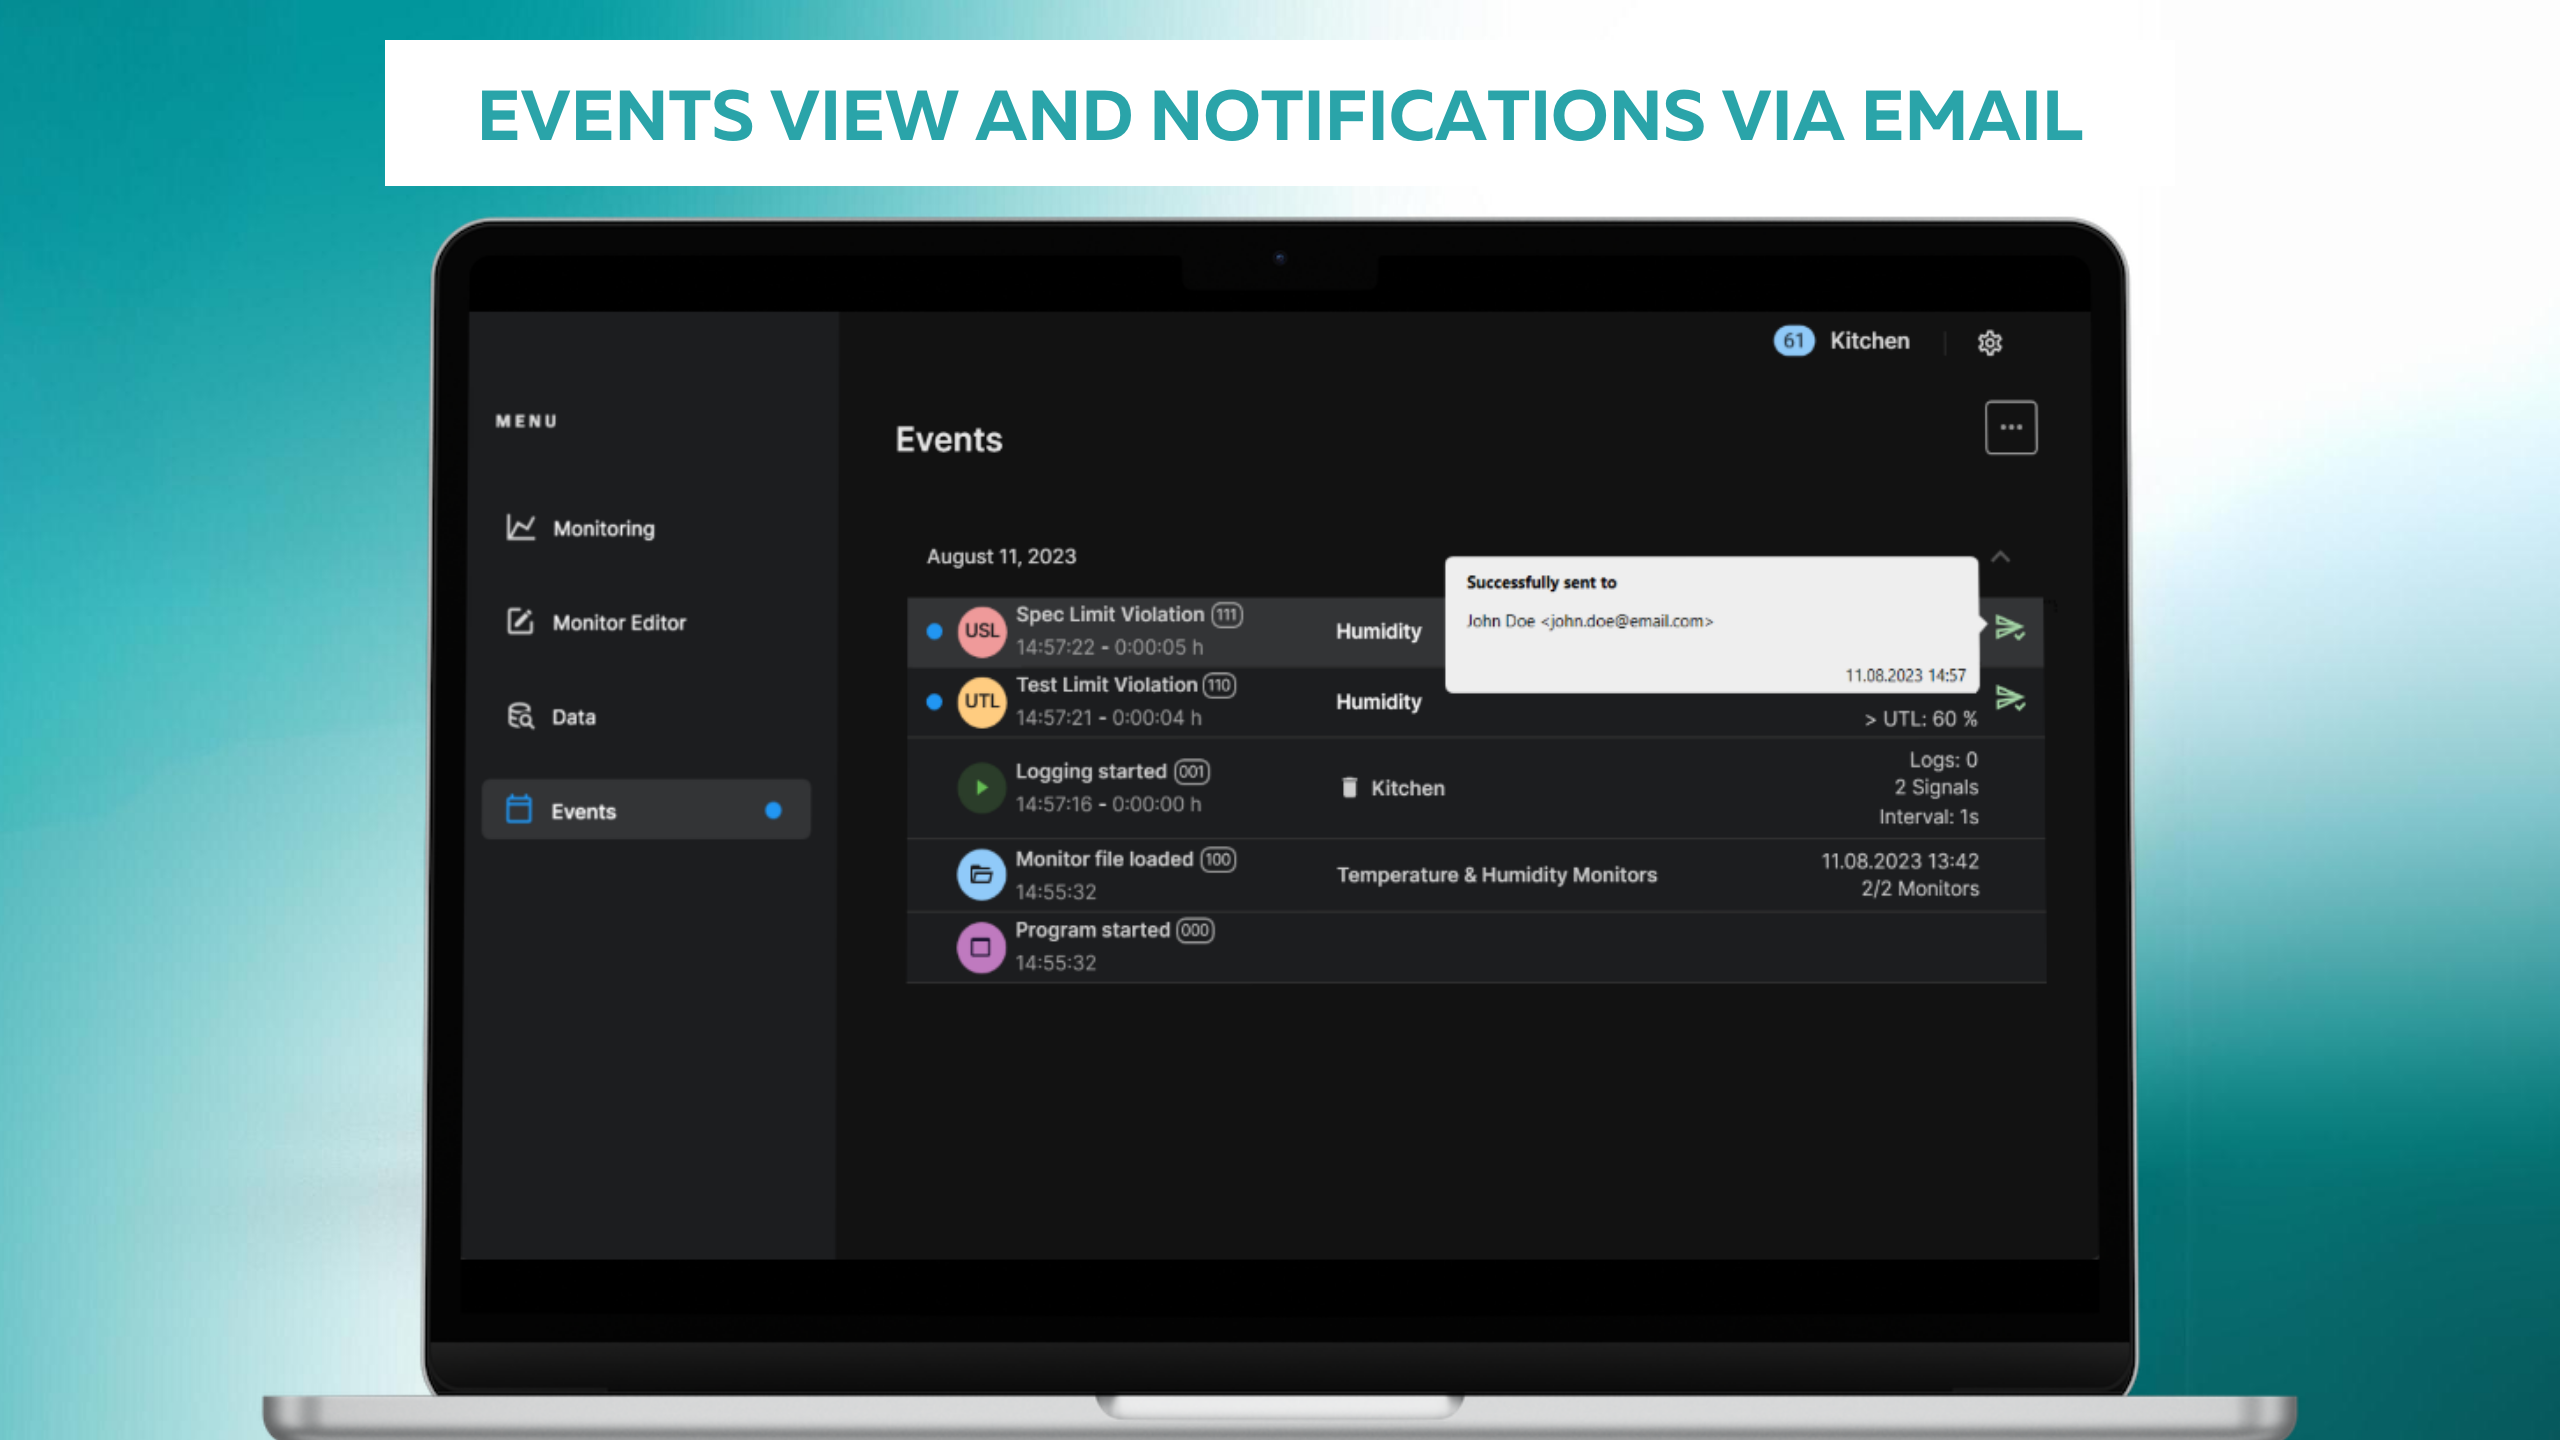 EVENTS VIEW AND NOTIFICATIONS VIA EMAIL
61 Kitchen
MENU
Monitoring
Monitor Editor
Data
Events
Events
...
August 11, 2023
Successfully sent to
John Doe <john.doe@email.com>
11.08.2023 14:57
USL Spec Limit Violation 111
14:57:22 - 0:00:05 h
Humidity
UTL Test Limit Violation 110
14:57:21 - 0:00:04 h
Humidity
> UTL: 60 %
Logging started 001
14:57:16 - 0:00:00 h
Kitchen
Logs: 0
2 Signals
Interval: 1s
Monitor file loaded 100
14:55:32
Temperature & Humidity Monitors
11.08.2023 13:42
2/2 Monitors
Program started 000
14:55:32